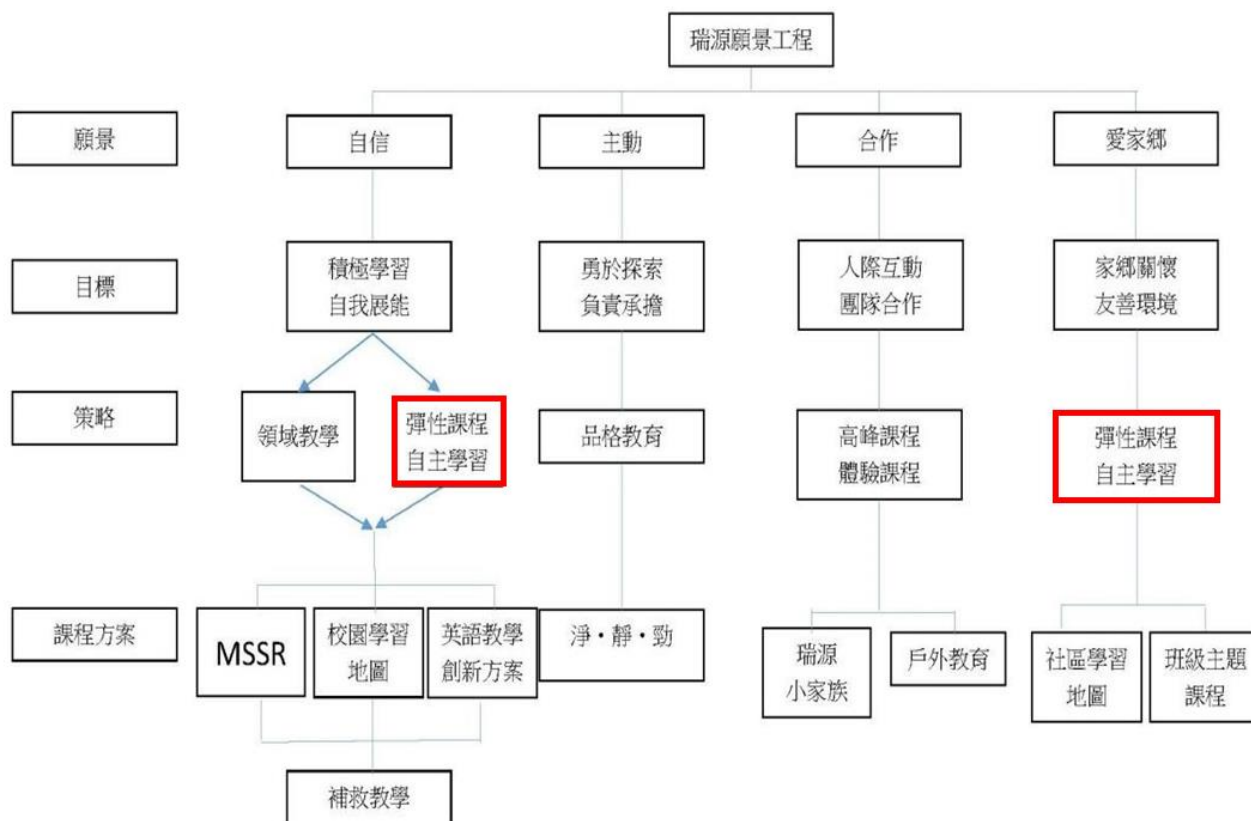 瑞源願景工程
願景
自信
主動
合作
愛家鄉
目標
積極學習
自我展能
勇於探索
負責承擔
人際互動
團隊合作
家鄉關懷
友善環境
策略
領域教學
彈性課程
自主學習
品格教育
高峰課程
體驗課程
彈性課程
自主學習
課程方案
MSSR
校園學習
地圖
英語教學
創新方案
淨·靜·勁
瑞源
小家族
戶外教育
社區學習
地圖
班級主題
課程
補救教學